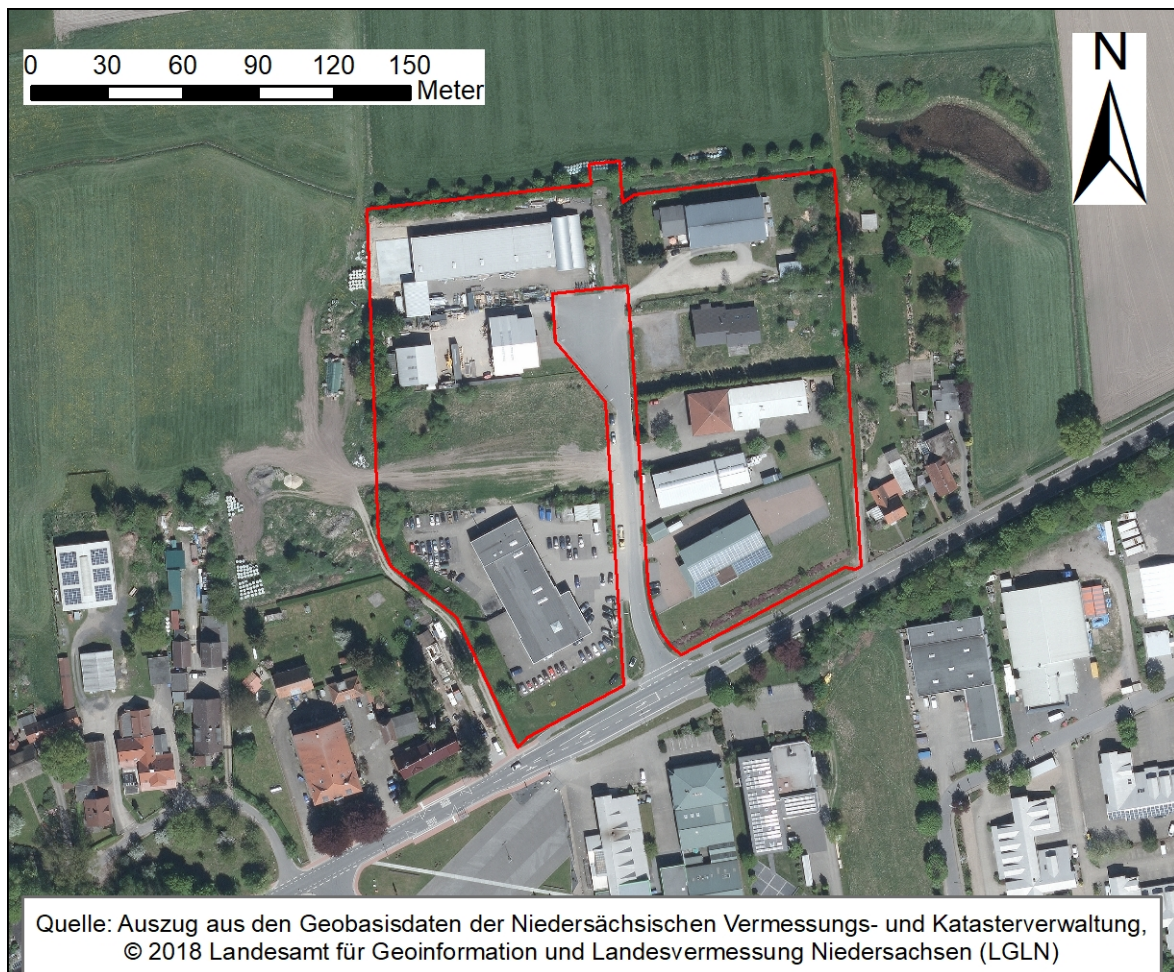 0 30 60 90 120 150
Meter
N
Quelle: Auszug aus den Geobasisdaten der Niedersächsischen Vermessungs- und Katasterverwaltung,
© 2018 Landesamt für Geoinformation und Landesvermessung Niedersachsen (LGLN)